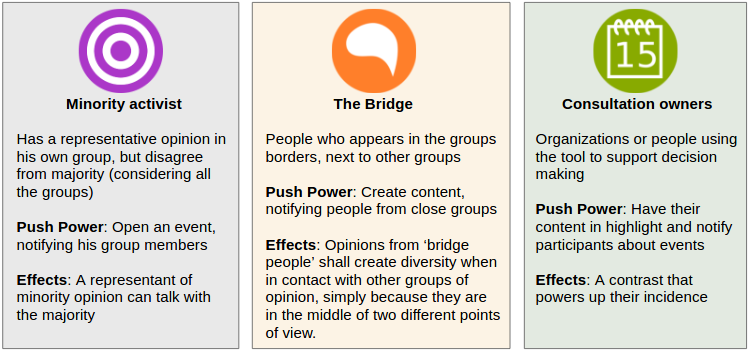 Minority activist
Has a representative opinion in
his own group, but disagree
from majority (considering all
the groups)
Push Power: Open an event,
notifying his group members
Effects: A representant of
minority opinion can talk with
the majority
The Bridge
People who appears in the groups
borders, next to other groups
Push Power: Create content,
notifying people from close groups
Effects: Opinions from ‘bridge
people’ shall create diversity when
in contact with other groups of
opinion, simply because they are
in the middle of two different points
of view.
15
Consultation owners
Organizations or people using
the tool to support decision
making
Push Power: Have their
content in highlight and notify
participants about events
Effects: A contrast that
powers up their incidence